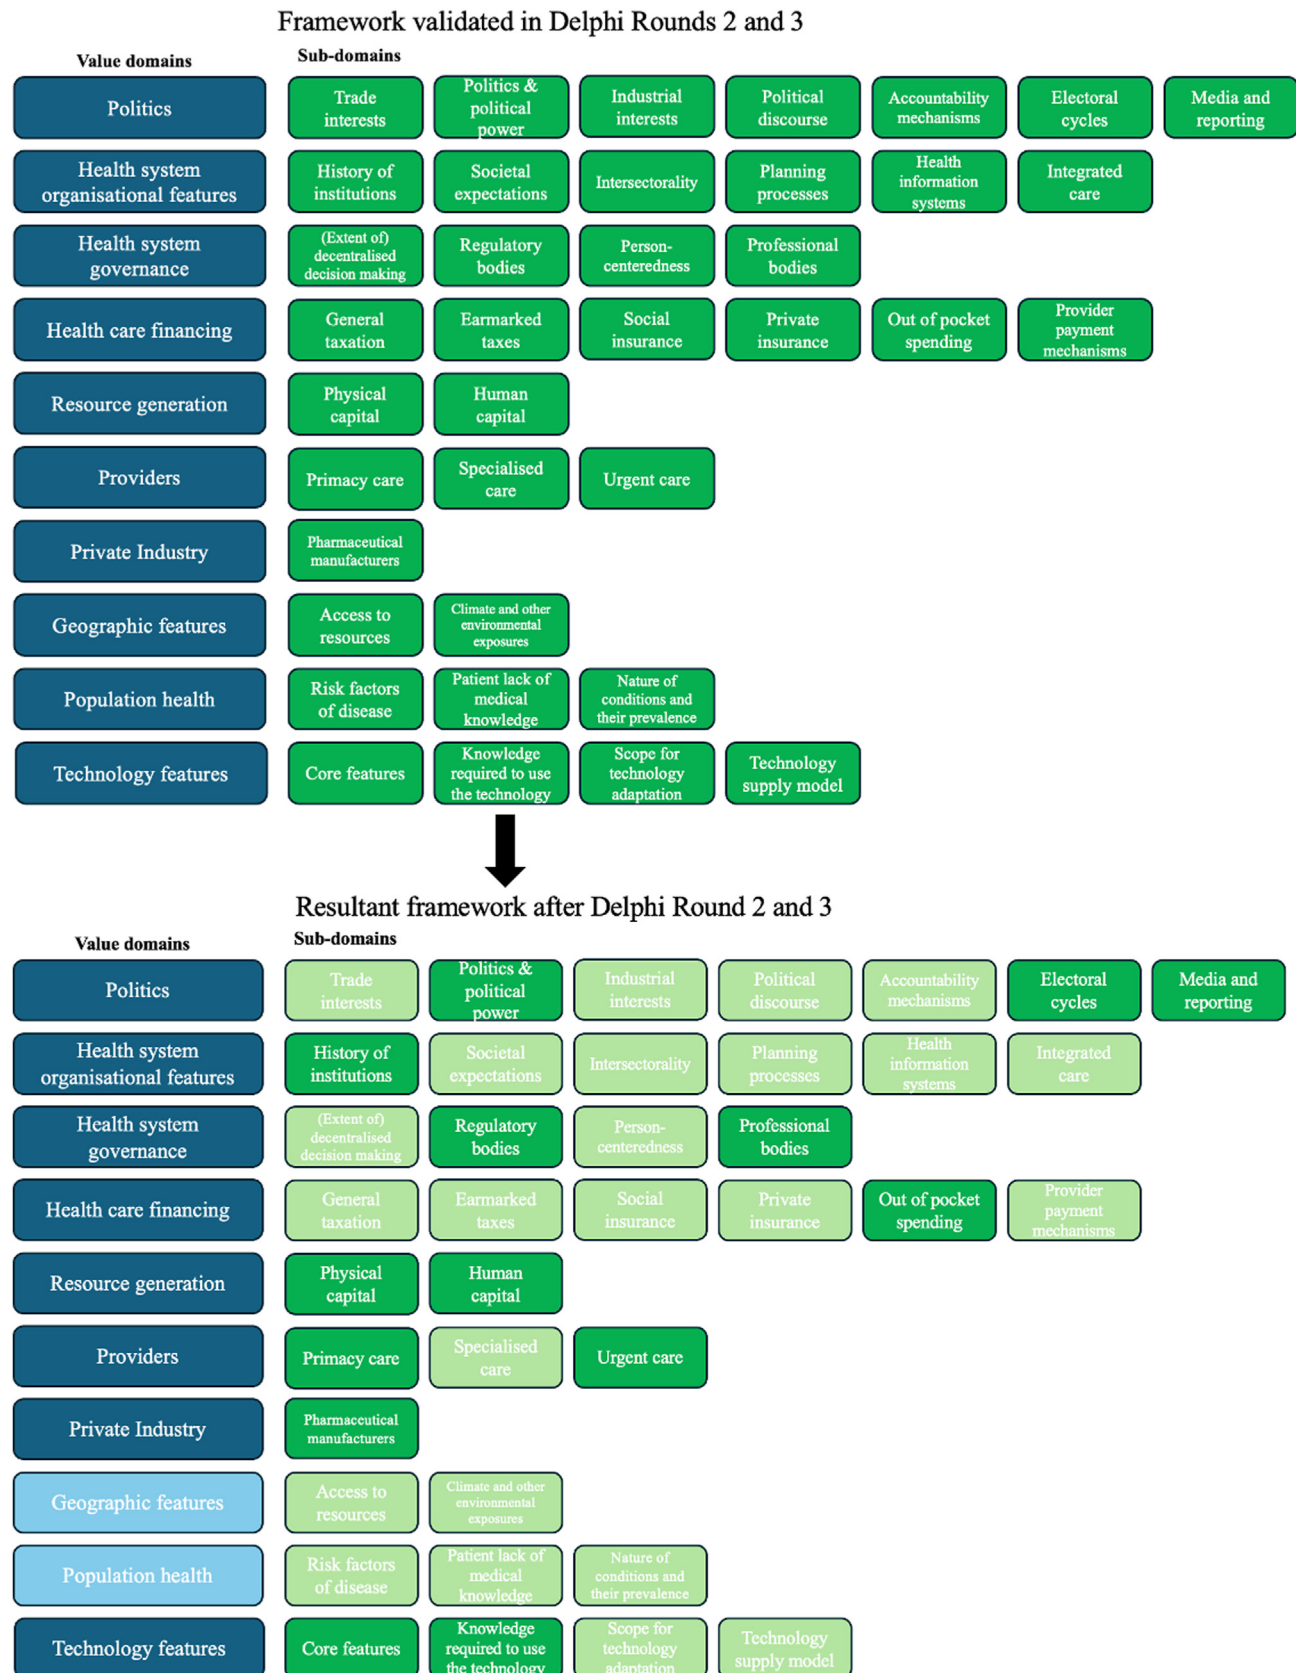 Framework validated in Delphi Rounds 2 and 3
Value domains
Sub-domains
Politics
Trade
interests
Politics &
political
power
Industrial
interests
Political
discourse
Accountability
mechanisms
Electoral
cycles
Media and
reporting
Health system
organisational features
History of
institutions
Societal
expectations
Intersectorality
Planning
processes
Health
information
systems
Integrated
care
Health system
governance
(Extent of)
decentralised
decision making
Regulatory
bodies
Person-
centeredness
Professional
bodies
Health care financing
General
taxation
Earmarked
taxes
Social
insurance
Private
insurance
Out of pocket
spending
Provider
payment
mechanisms
Resource generation
Physical
capital
Human
capital
Providers
Primacy care
Specialised
care
Urgent care
Private Industry
Pharmaceutical
manufacturers
Geographic features
Access to
resources
Climate and other
environmental
exposures
Population health
Risk factors
of disease
Patient lack of
medical
knowledge
Nature of
conditions and
their prevalence
Technology features
Core features
Knowledge
required to use
the technology
Scope for
technology
adaptation
Technology
supply model
Resultant framework after Delphi Round 2 and 3
Value domains
Sub-domains
Politics
Trade
interests
Politics &
political
power
Industrial
interests
Political
discourse
Accountability
mechanisms
Electoral
cycles
Media and
reporting
Health system
organisational features
History of
institutions
Societal
expectations
Intersectorality
Planning
processes
Health
information
systems
Integrated
care
Health system
governance
(Extent of)
decentralised
decision making
Regulatory
bodies
Person-
centeredness
Professional
bodies
Health care financing
General
taxation
Earmarked
taxes
Social
insurance
Private
insurance
Out of pocket
spending
Provider
payment
mechanisms
Resource generation
Physical
capital
Human
capital
Providers
Primacy care
Specialised
care
Urgent care
Private Industry
Pharmaceutical
manufacturers
Geographic features
Access to
resources
Climate and other
environmental
exposures
Population health
Risk factors
of disease
Patient lack of
medical
knowledge
Nature of
conditions and
their prevalence
Technology features
Core features
Knowledge
required to use
the technology
Scope for
technology
adaptation
Technology
supply model